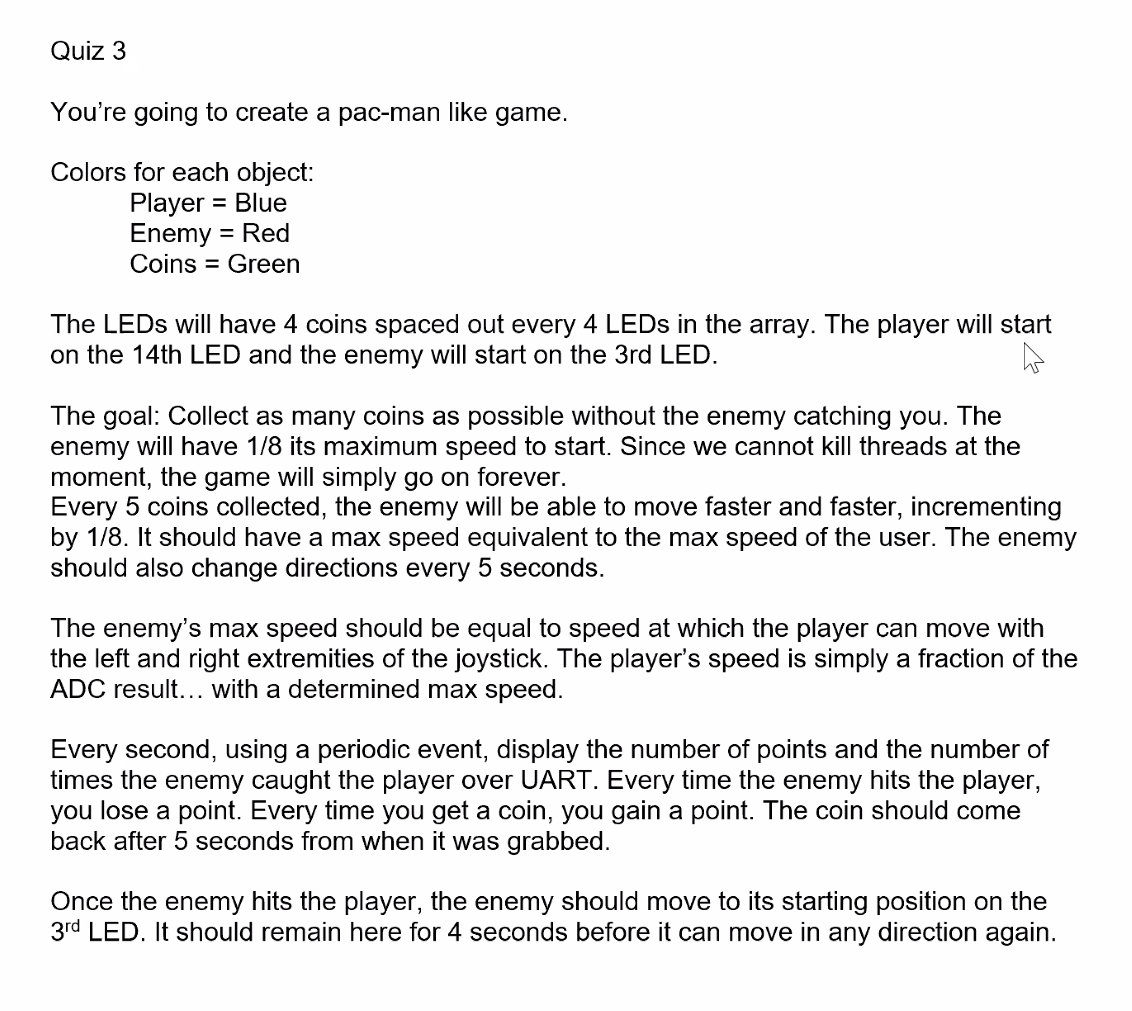 Quiz 3
You’re going to create a pac-man like game.
Colors for each object:
Player = Blue
Enemy = Red
Coins = Green
The LEDs will have 4 coins spaced out every 4 LEDs in the array. The player will start
on the 14th LED and the enemy will start on the 3rd LED.
The goal: Collect as many coins as possible without the enemy catching you. The
enemy will have 1/8 its maximum speed to start. Since we cannot kill threads at the
moment, the game will simply go on forever.
Every 5 coins collected, the enemy will be able to move faster and faster, incrementing
by 1/8. It should have a max speed equivalent to the max speed of the user. The enemy
should also change directions every 5 seconds.
The enemy’s max speed should be equal to speed at which the player can move with
the left and right extremities of the joystick. The player’s speed is simply a fraction of the
ADC result… with a determined max speed.
Every second, using a periodic event, display the number of points and the number of
times the enemy caught the player over UART. Every time the enemy hits the player,
you lose a point. Every time you get a coin, you gain a point. The coin should come
back after 5 seconds from when it was grabbed.
Once the enemy hits the player, the enemy should move to its starting position on the
3rd LED. It should remain here for 4 seconds before it can move in any direction again.